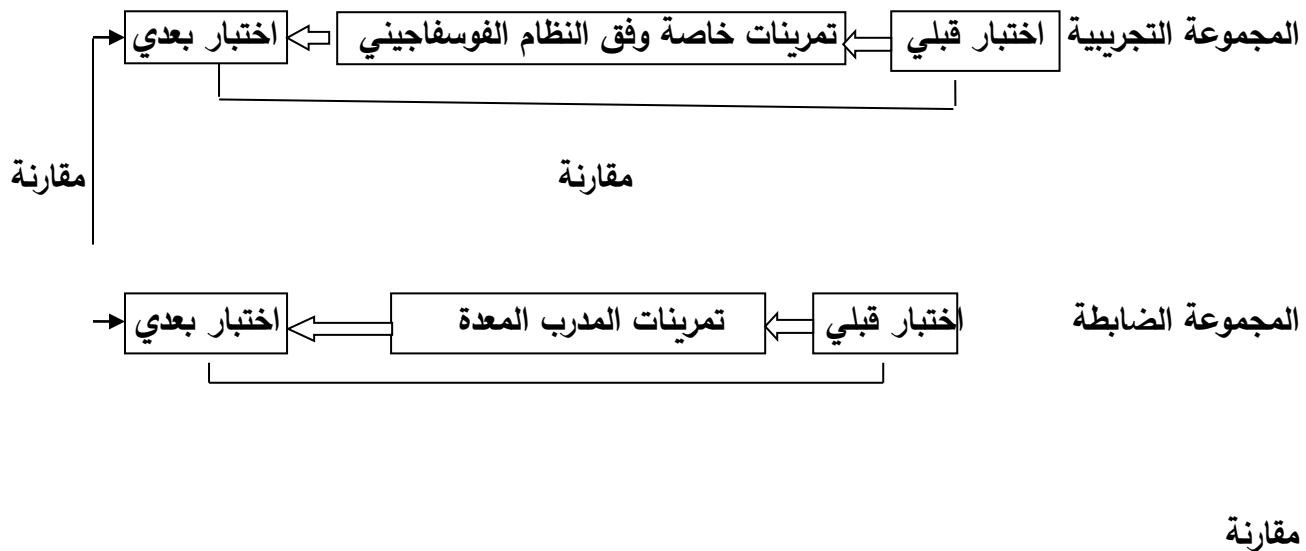 المجموعة التجريبية اختبار قبلي تمرينات خاصة وفق النظام الفوسفاجيني اختبار بعدي
مقارنة مقارنة
المجموعة الضابطة اختبار قبلي تمرينات المدرب المعدة اختبار بعدي
مقارنة